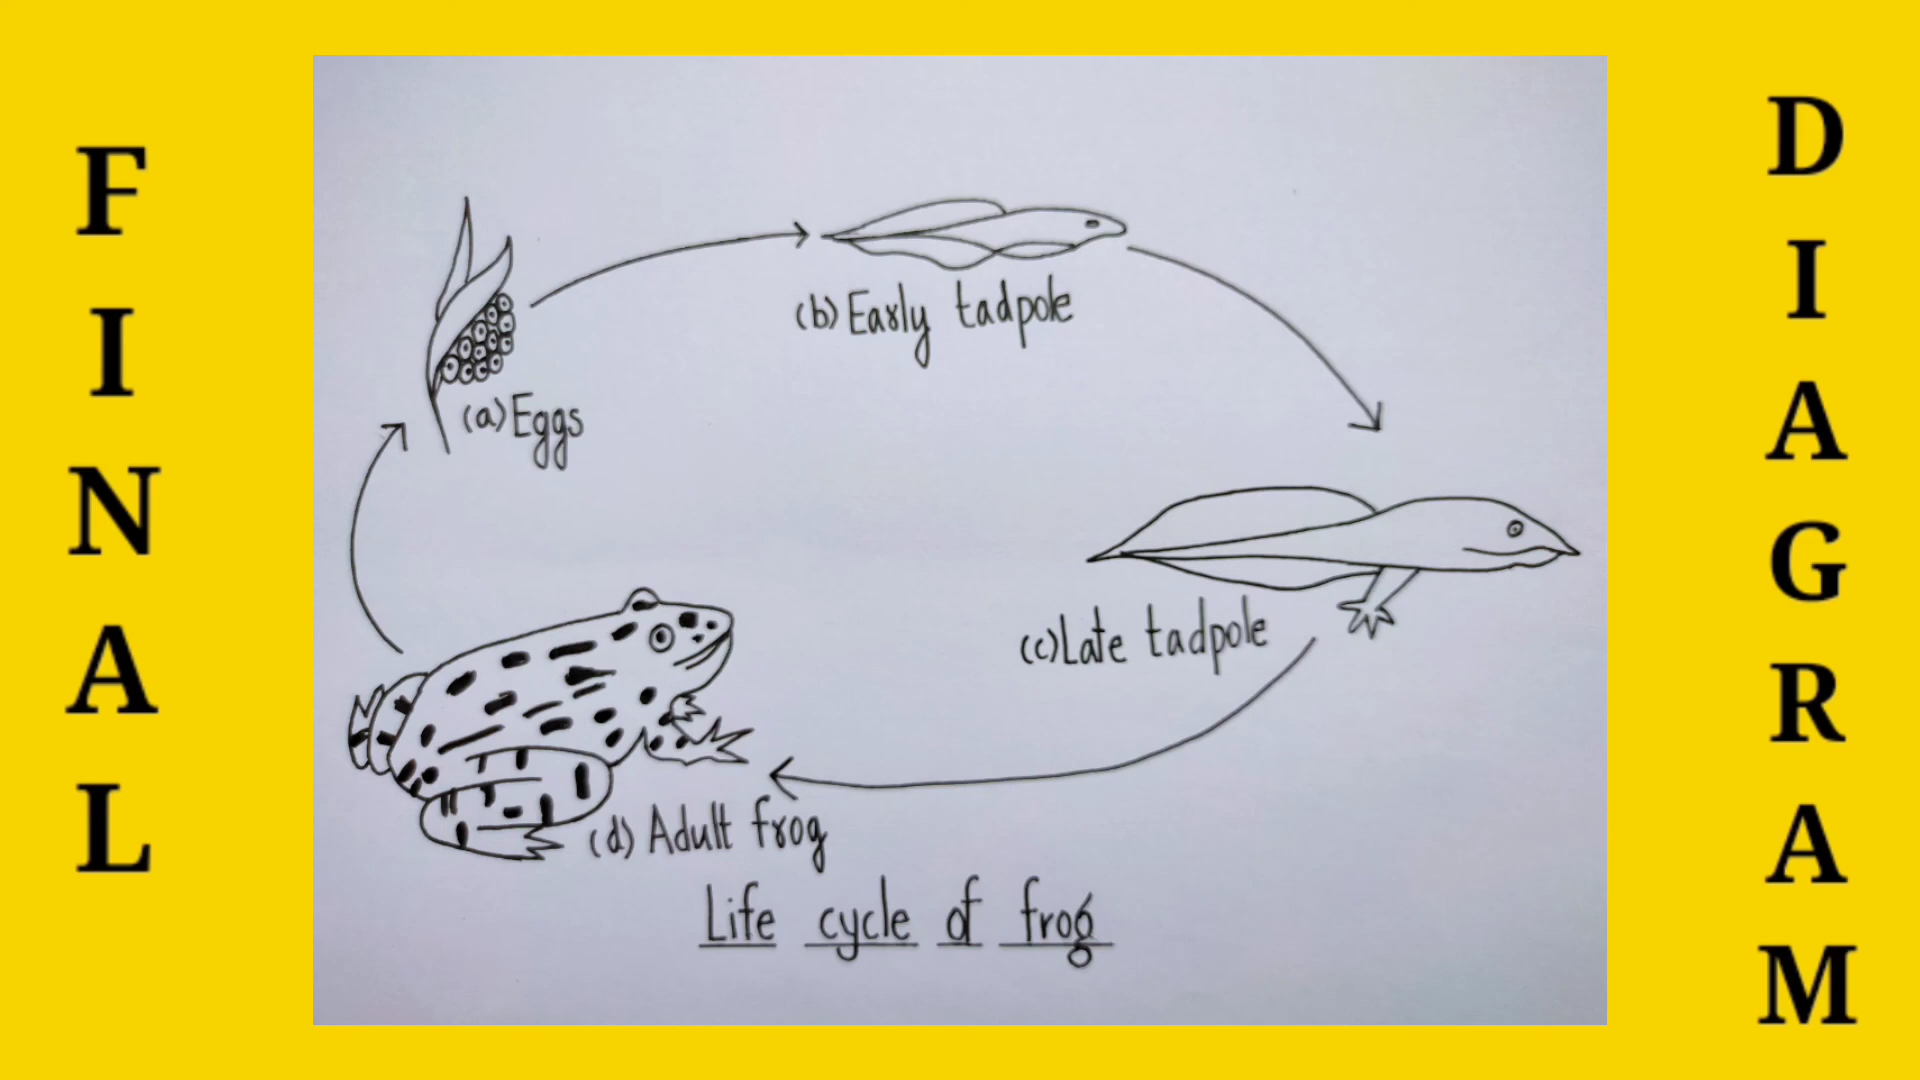 FINAL
DIAGRAM
(a) Eggs
(b) Early tadpole
(c) Late tadpole
(d) Adult frog
Life cycle of frog